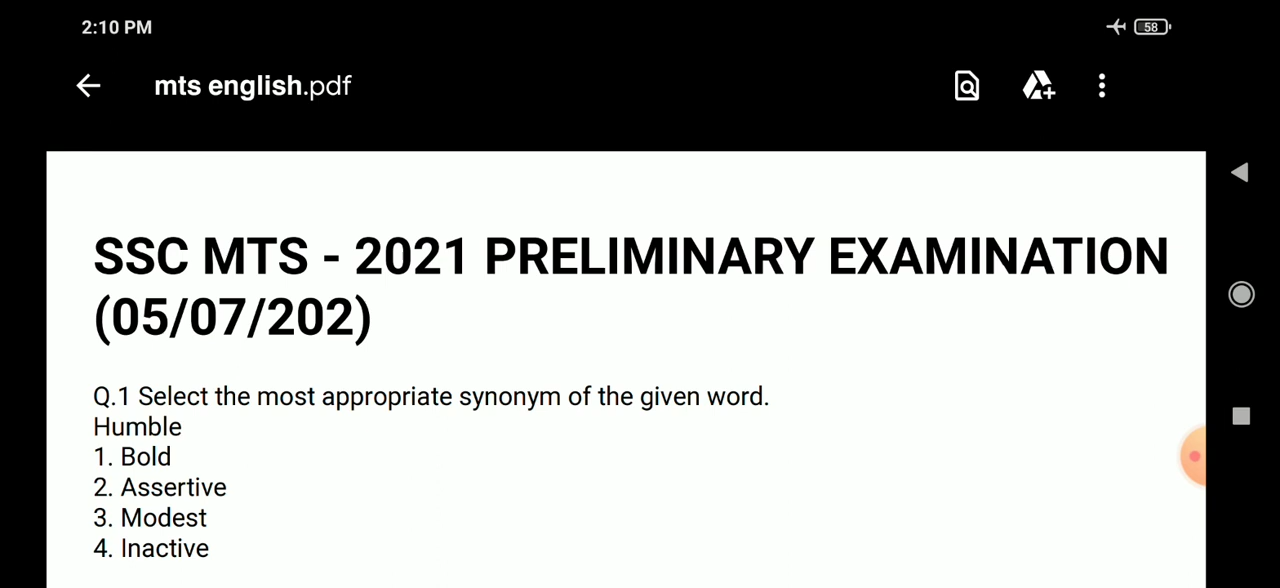 2:10 PM
58
mts english.pdf
SSC MTS - 2021 PRELIMINARY EXAMINATION
(05/07/202)
Q.1 Select the most appropriate synonym of the given word.
Humble
1. Bold
2. Assertive
3. Modest
4. Inactive